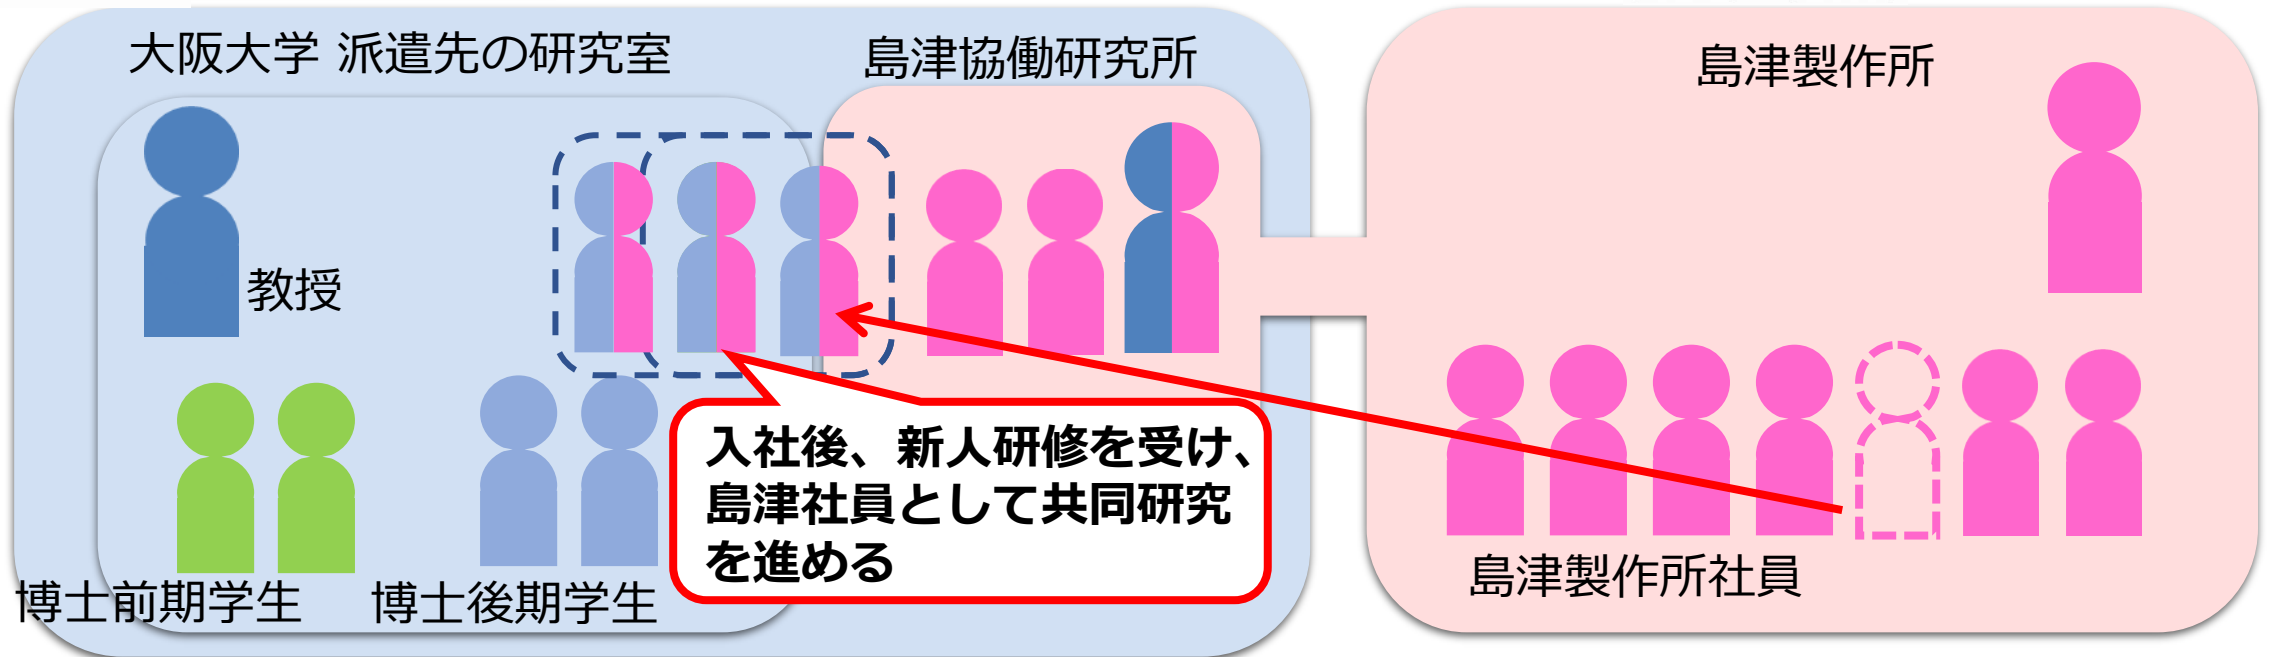 大阪大学 派遣先の研究室
島津協働研究所
島津製作所
教授
入社後、新人研修を受け、
島津社員として共同研究
を進める
博士前期学生
博士後期学生
島津製作所社員